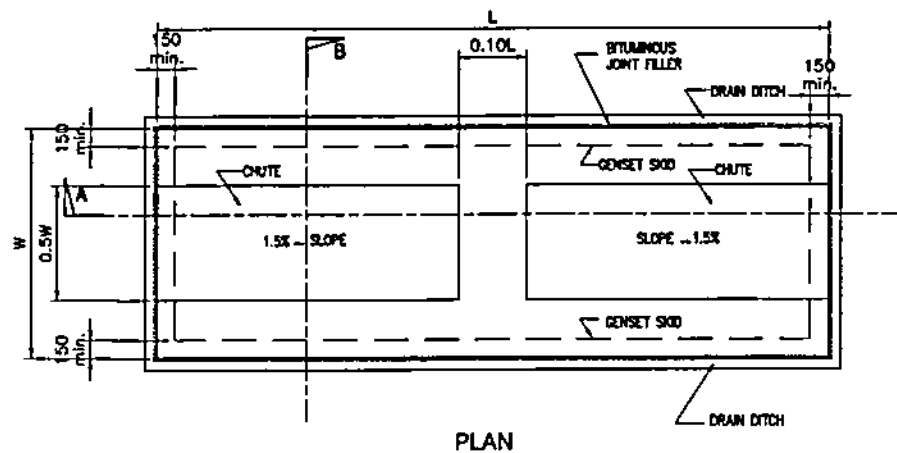 L
150
min.
B
0.10L
BITUMINOUS
JOINT FILLER
150
min.
DRAIN DITCH
150
min.
CHUTE
GENSET SKID
CHUTE
A
W
0.5W
1.5% SLOPE
SLOPE 1.5%
GENSET SKID
150
min.
DRAIN DITCH
PLAN